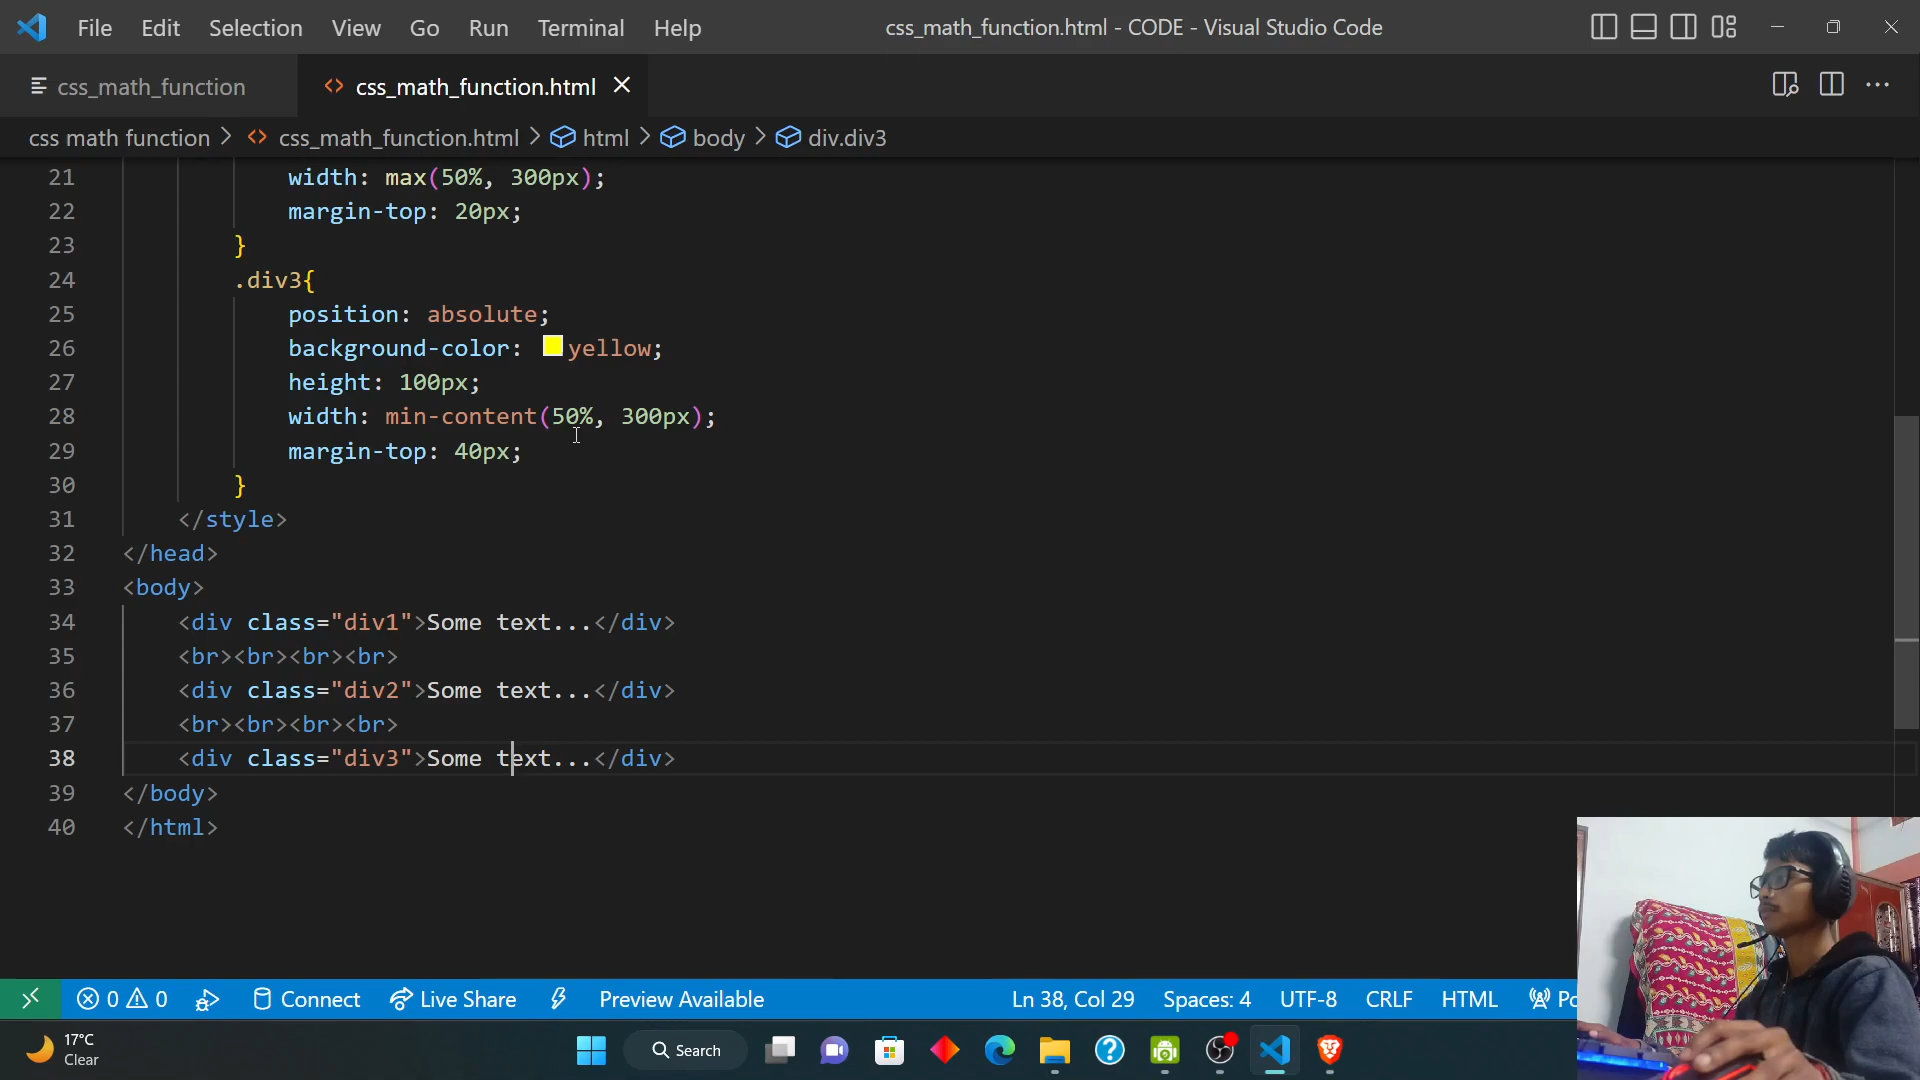 File Edit Selection View Go Run Terminal Help css_math_function.html - CODE - Visual Studio Code
css_math_function css_math_function.html
css math function > css_math_function.html > html > body > div.div3
21 width: max(50%, 300px);
22 margin-top: 20px;
23 }
24 .div3{
25 position: absolute;
26 background-color: yellow;
27 height: 100px;
28 width: min-content(50%, 300px);
29 margin-top: 40px;
30 }
31 </style>
32 </head>
33 <body>
34 <div class="div1">Some text...</div>
35 <br><br><br><br>
36 <div class="div2">Some text...</div>
37 <br><br><br><br>
38 <div class="div3">Some text...</div>
39 </body>
40 </html>
0 0 Connect Live Share Preview Available Ln 38, Col 29 Spaces: 4 UTF-8 CRLF HTML Po
17°C
Clear
Search